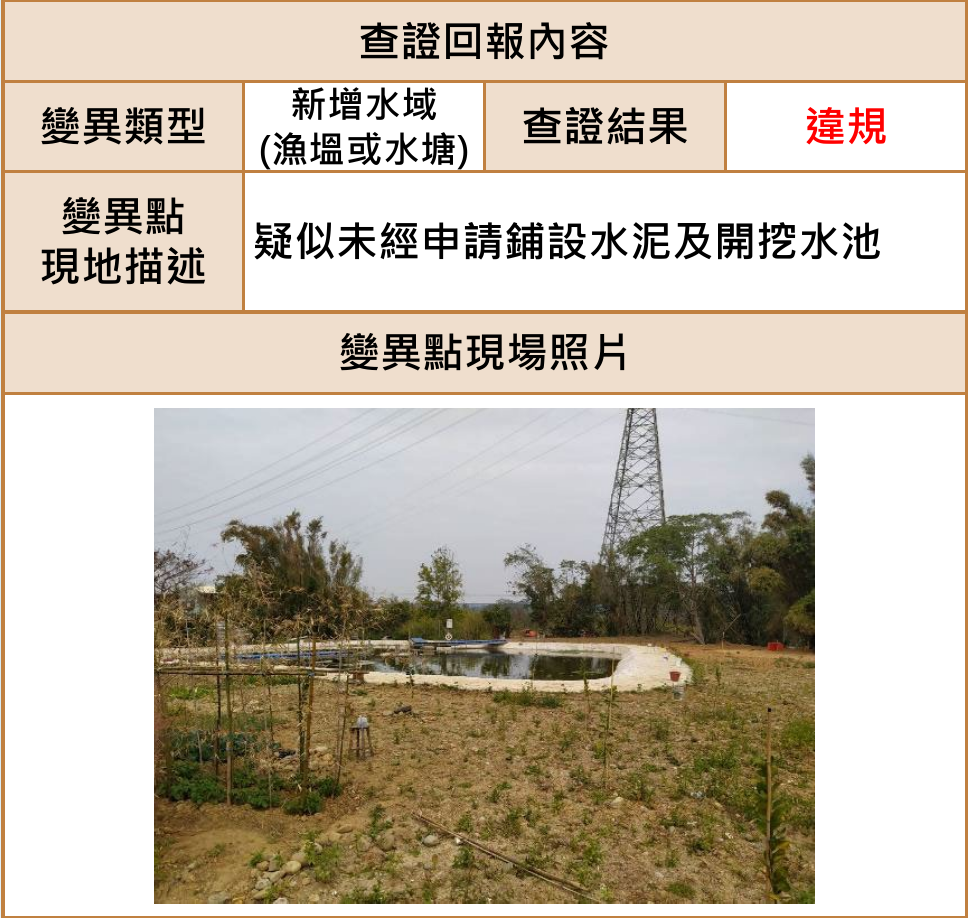 查證回報內容
變異類型
新增水域
(漁塭或水塘)
查證結果
違規
變異點
現地描述
疑似未經申請鋪設水泥及開挖水池
變異點現場照片